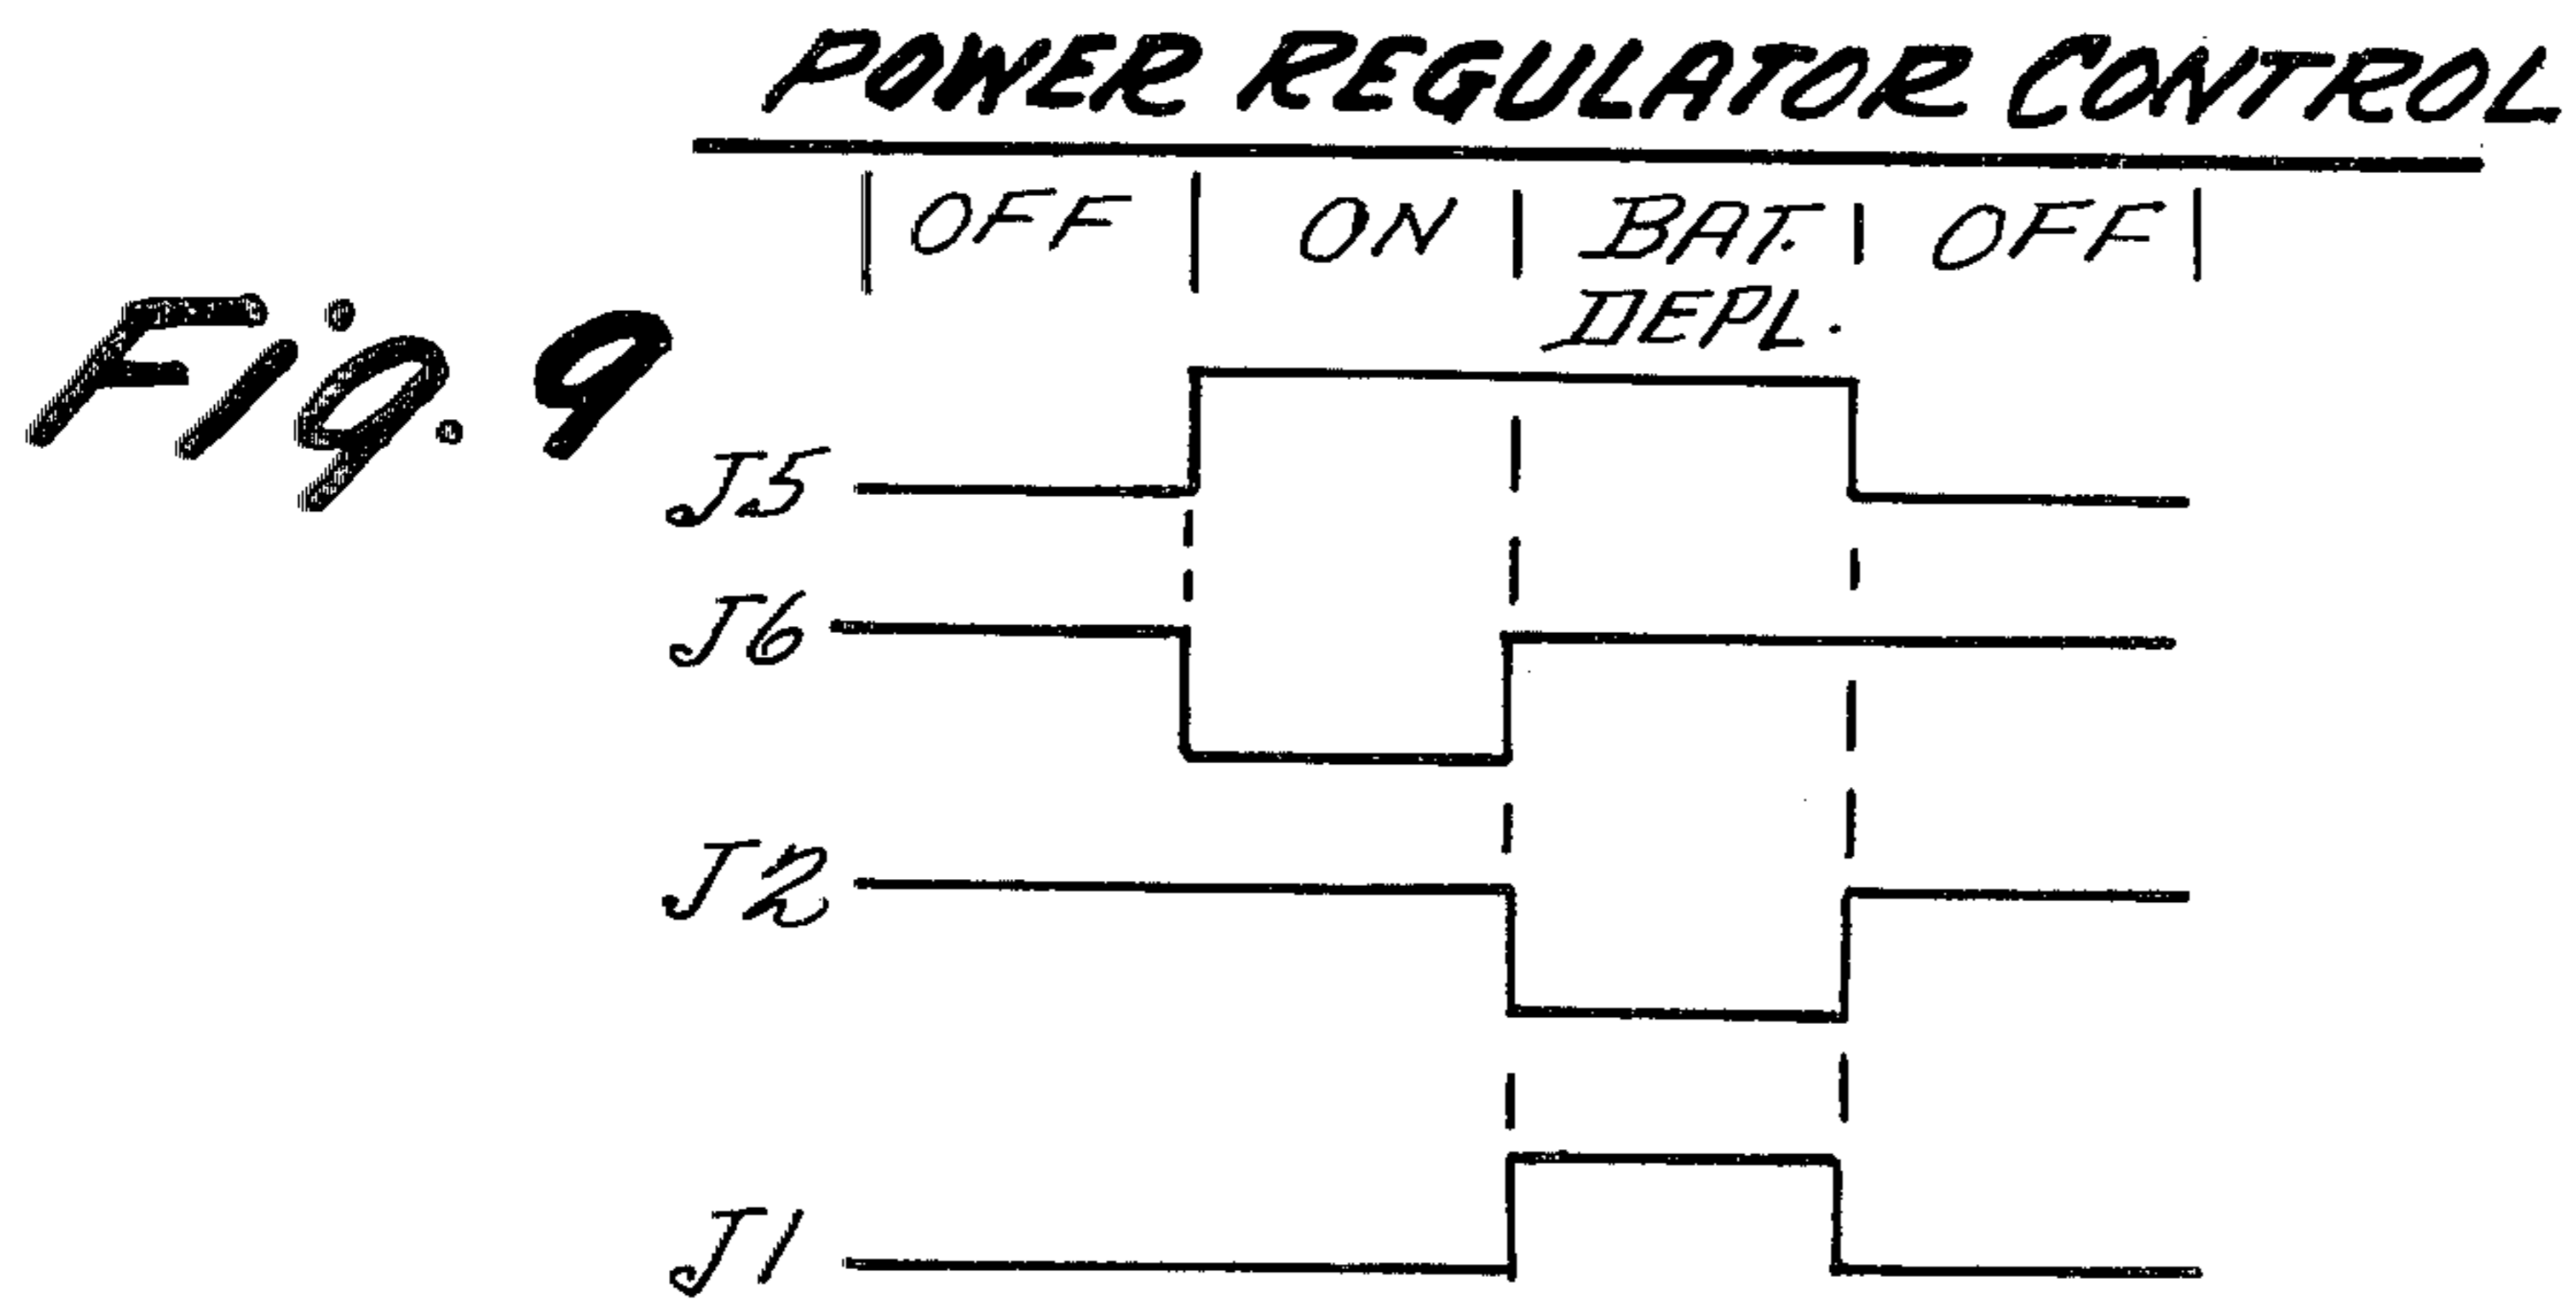 POWER REGULATOR CONTROL
| OFF | ON | BAT. | OFF |
DEPL.
Fig. 9
J5
J6
J2
J1